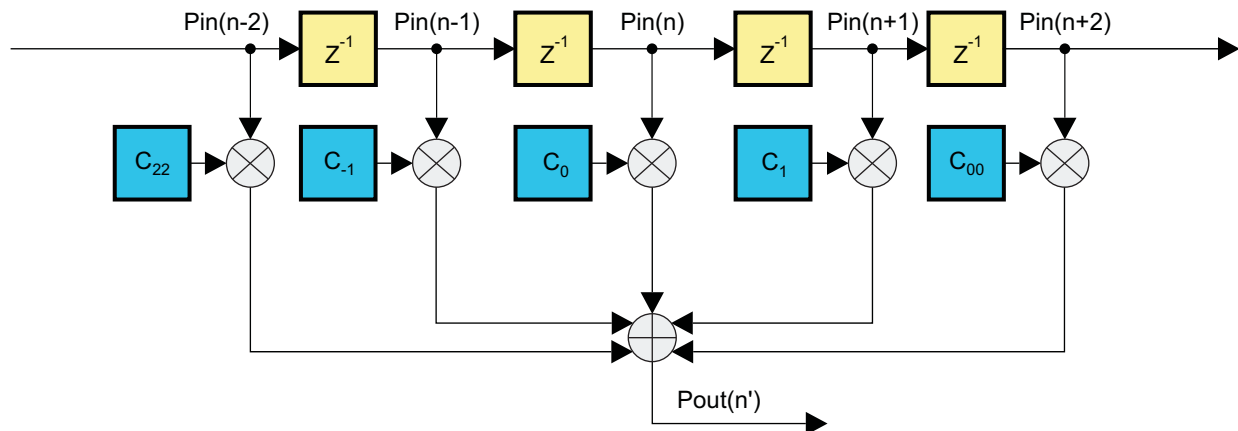 Pin(n-2) Pin(n-1) Pin(n) Pin(n+1) Pin(n+2)
Z⁻¹ Z⁻¹ Z⁻¹ Z⁻¹
C₂₂ C₋₁ C₀ C₁ C₀₀
Pout(n')